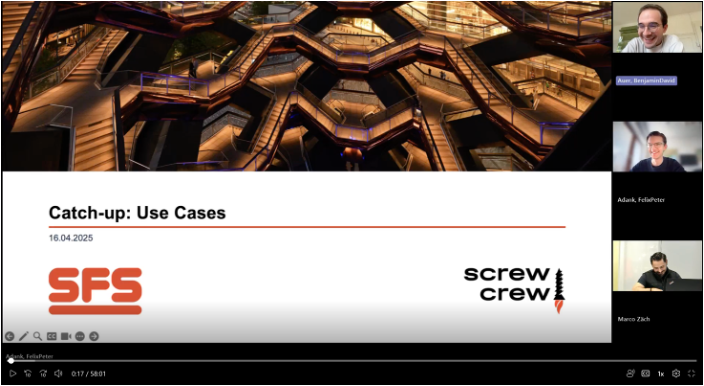 Auer, BenjaminDavid
Adank, FelixPeter
Catch-up: Use Cases
16.04.2025
SFS
screw
crew
Marco Zäch
Adank, FelixPeter
0:17 / 58:01
1x